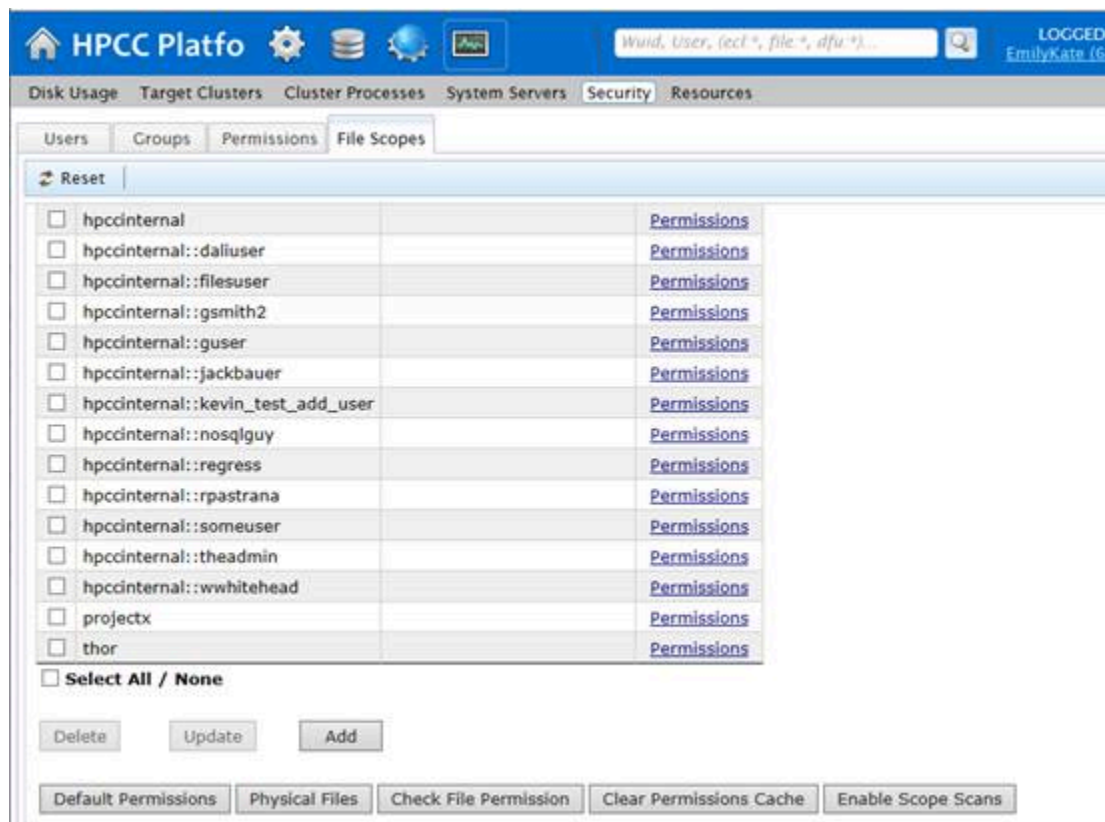 HPCC Platfo Wuid, User, (ecl:*, file:*, dfu:*)... LOGGED
EmilyKate (6
Disk Usage Target Clusters Cluster Processes System Servers Security Resources
Users Groups Permissions File Scopes
Reset
hpccinternal Permissions
hpccinternal::daliuser Permissions
hpccinternal::filesuser Permissions
hpccinternal::gsmith2 Permissions
hpccinternal::guser Permissions
hpccinternal::jackbauer Permissions
hpccinternal::kevin_test_add_user Permissions
hpccinternal::nosqlguy Permissions
hpccinternal::regress Permissions
hpccinternal::rpastrana Permissions
hpccinternal::someuser Permissions
hpccinternal::theadmin Permissions
hpccinternal::wwhitehead Permissions
projectx Permissions
thor Permissions
Select All / None
Delete Update Add
Default Permissions Physical Files Check File Permission Clear Permissions Cache Enable Scope Scans